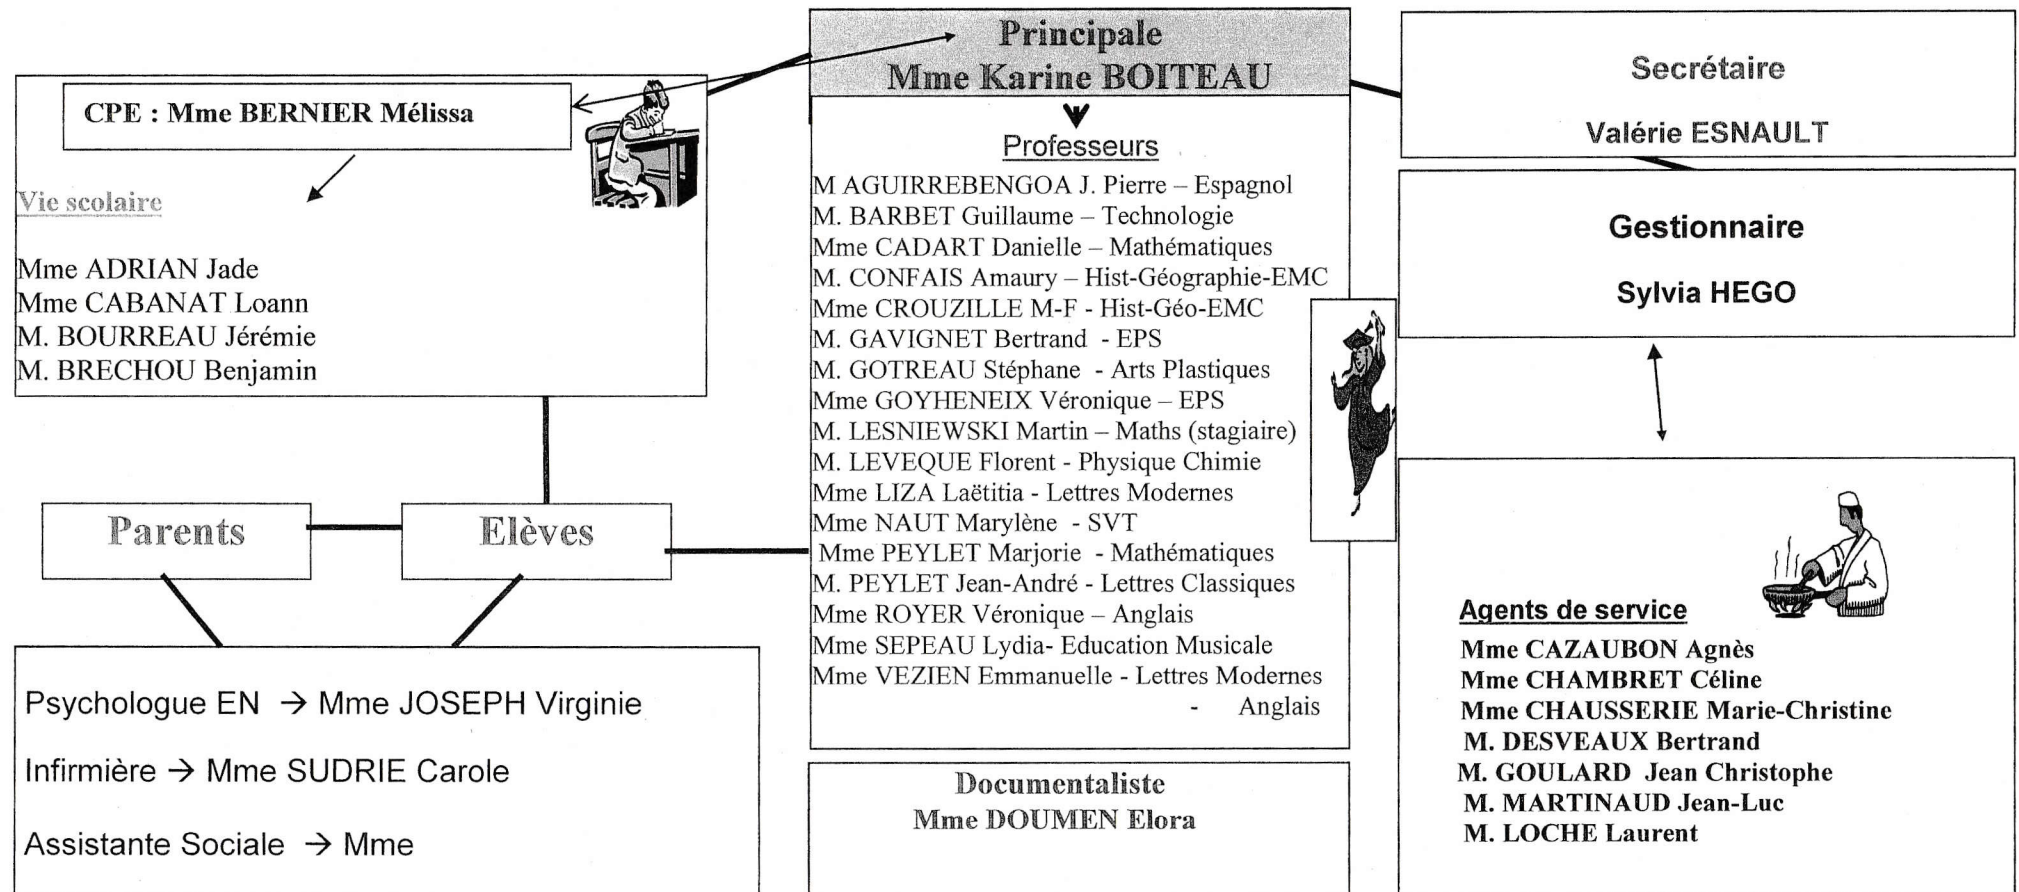 Principale
Mme Karine BOITEAU
CPE : Mme BERNIER Mélissa
Vie scolaire
Mme ADRIAN Jade
Mme CABANAT Loann
M. BOURREAU Jérémie
M. BRECHOU Benjamin
Parents
Elèves
Psychologue EN → Mme JOSEPH Virginie
Infirmière → Mme SUDRIE Carole
Assistante Sociale → Mme
Professeurs
M AGUIRREBENGOA J. Pierre – Espagnol
M. BARBET Guillaume – Technologie
Mme CADART Danielle – Mathématiques
M. CONFAIS Amaury – Hist-Géographie-EMC
Mme CROUZILLE M-F - Hist-Géo-EMC
M. GAVIGNET Bertrand - EPS
M. GOTREAU Stéphane - Arts Plastiques
Mme GOYHENEIX Véronique – EPS
M. LESNIEWSKI Martin – Maths (stagiaire)
M. LEVEQUE Florent - Physique Chimie
Mme LIZA Laëtitia - Lettres Modernes
Mme NAUT Marylène - SVT
Mme PEYLET Marjorie - Mathématiques
M. PEYLET Jean-André - Lettres Classiques
Mme ROYER Véronique – Anglais
Mme SEPEAU Lydia- Education Musicale
Mme VEZIEN Emmanuelle - Lettres Modernes
- Anglais
Documentaliste
Mme DOUMEN Elora
Secrétaire
Valérie ESNAULT
Gestionnaire
Sylvia HEGO
Agents de service
Mme CAZAUBON Agnès
Mme CHAMBRET Céline
Mme CHAUSSERIE Marie-Christine
M. DESVEAUX Bertrand
M. GOULARD Jean Christophe
M. MARTINAUD Jean-Luc
M. LOCHE Laurent